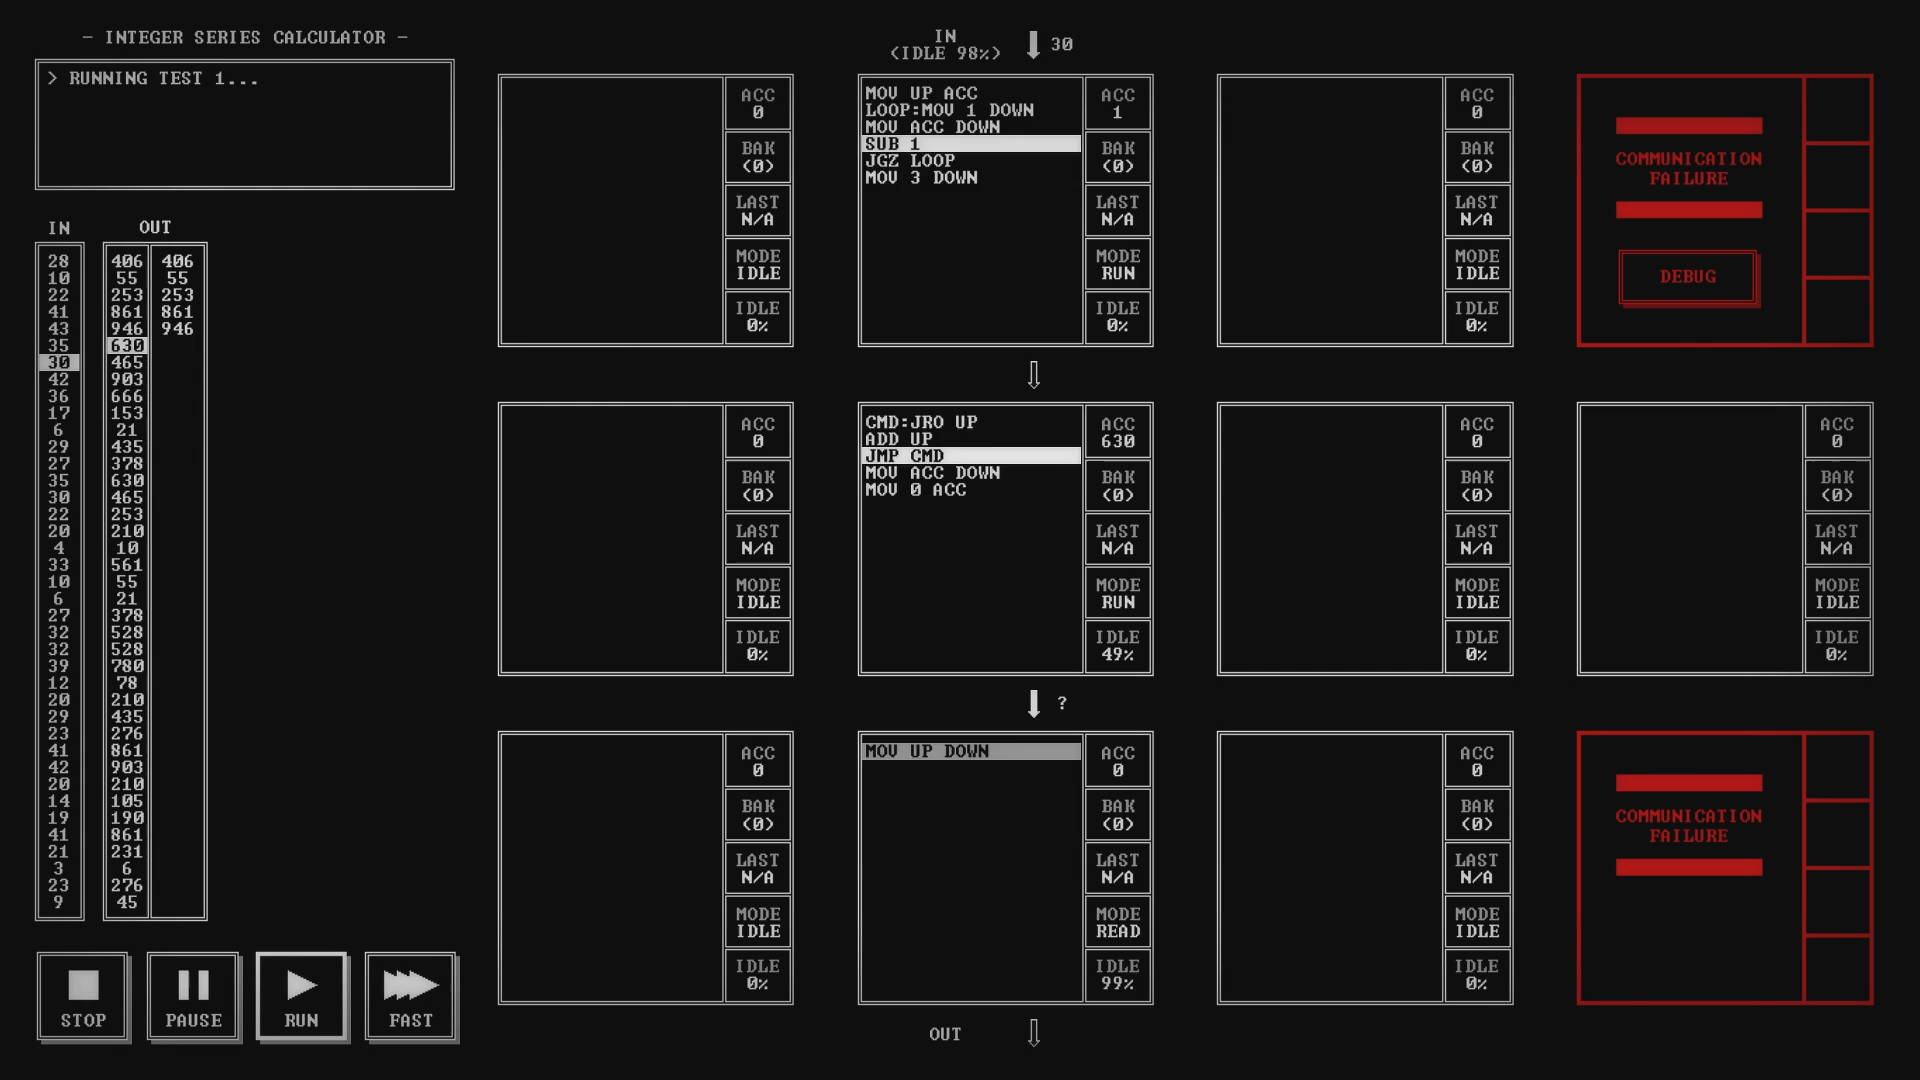 - INTEGER SERIES CALCULATOR -
> RUNNING TEST 1...
IN OUT
28 406 406
10 55 55
22 253 253
41 861 861
43 946 946
35 630
30 465
42 903
36 666
17 153
6 21
29 435
27 378
35 630
30 465
22 253
20 210
4 10
33 561
10 55
6 21
27 378
32 528
32 528
39 780
12 78
20 210
29 435
23 276
41 861
42 903
20 210
14 105
19 190
41 861
21 231
3 6
23 276
9 45
STOP
PAUSE
RUN
FAST
IN
(IDLE 98%)
30
ACC
0
BAK
(0)
LAST
N/A
MODE
IDLE
IDLE
0%
MOV UP ACC
LOOP:MOV 1 DOWN
MOV ACC DOWN
SUB 1
JGZ LOOP
MOV 3 DOWN
ACC
1
BAK
(0)
LAST
N/A
MODE
RUN
IDLE
0%
ACC
0
BAK
(0)
LAST
N/A
MODE
IDLE
IDLE
0%
COMMUNICATION
FAILURE
DEBUG
ACC
0
BAK
(0)
LAST
N/A
MODE
IDLE
IDLE
0%
CMD:JRO UP
ADD UP
JMP CMD
MOV ACC DOWN
MOV 0 ACC
ACC
630
BAK
(0)
LAST
N/A
MODE
RUN
IDLE
49%
ACC
0
BAK
(0)
LAST
N/A
MODE
IDLE
IDLE
0%
ACC
0
BAK
(0)
LAST
N/A
MODE
IDLE
IDLE
0%
?
ACC
0
BAK
(0)
LAST
N/A
MODE
IDLE
IDLE
0%
MOV UP DOWN
ACC
0
BAK
(0)
LAST
N/A
MODE
READ
IDLE
99%
ACC
0
BAK
(0)
LAST
N/A
MODE
IDLE
IDLE
0%
COMMUNICATION
FAILURE
OUT